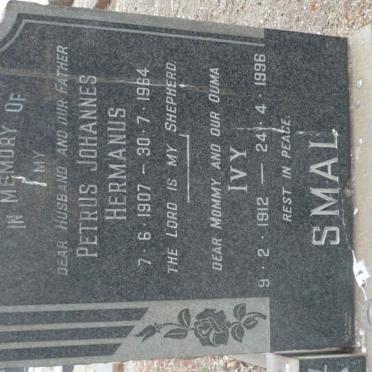 IN MEMORY OF
MY
DEAR HUSBAND AND OUR FATHER
PETRUS JOHANNES
HERMANUS
7·6·1907 — 30·7·1964
THE LORD IS MY SHEPHERD.
DEAR MOMMY AND OUR OUMA
IVY
9·2·1912 — 24·4·1996
REST IN PEACE.
SMAL